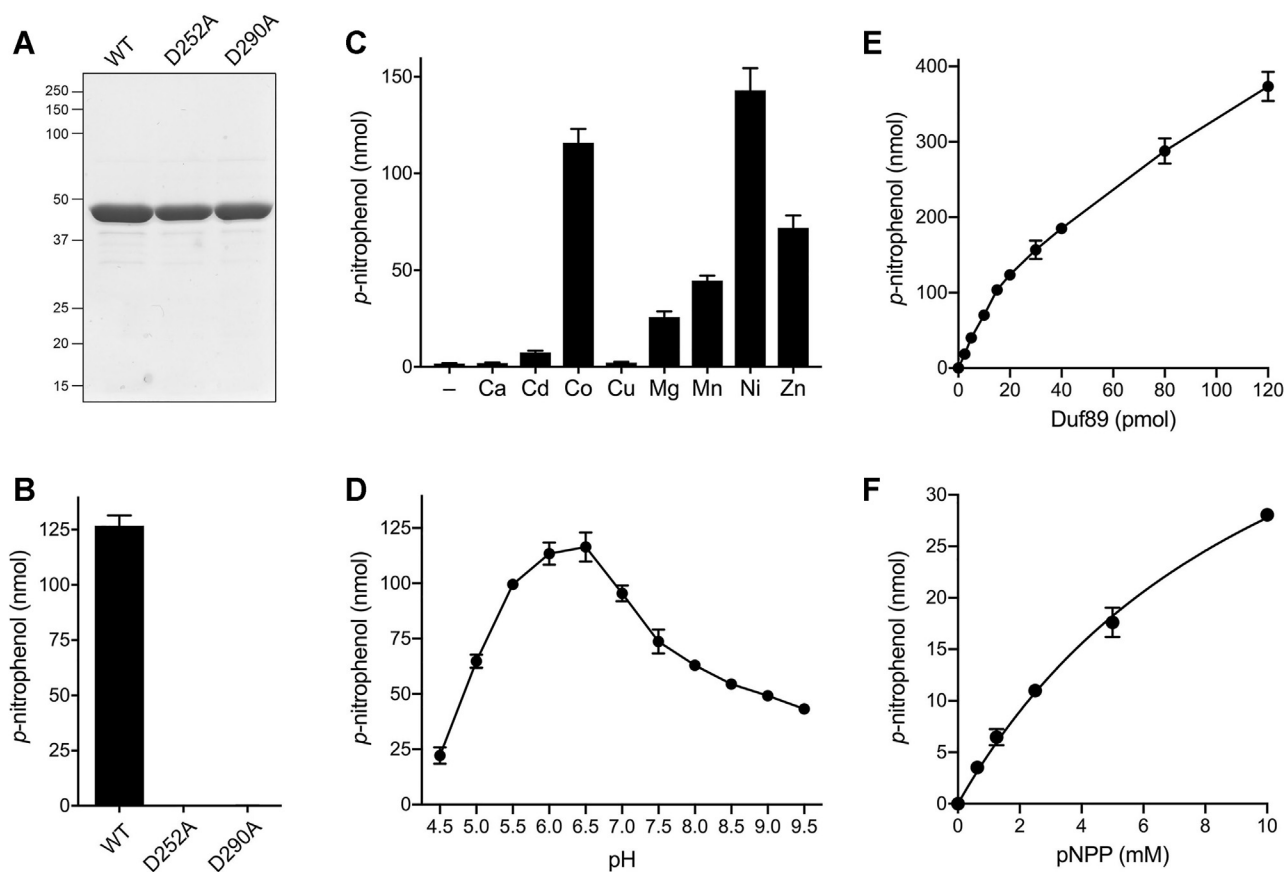 A
WT
D252A
D290A
250
150
100
50
37
25
20
15
B
p-nitrophenol (nmol)
125
100
75
50
25
0
WT
D252A
D290A
C
p-nitrophenol (nmol)
150
100
50
0
– Ca Cd Co Cu Mg Mn Ni Zn
D
p-nitrophenol (nmol)
125
100
75
50
25
0
4.5 5.0 5.5 6.0 6.5 7.0 7.5 8.0 8.5 9.0 9.5
pH
E
p-nitrophenol (nmol)
400
300
200
100
0
0 20 40 60 80 100 120
Duf89 (pmol)
F
p-nitrophenol (nmol)
30
25
20
15
10
5
0
0 2 4 6 8 10
pNPP (mM)